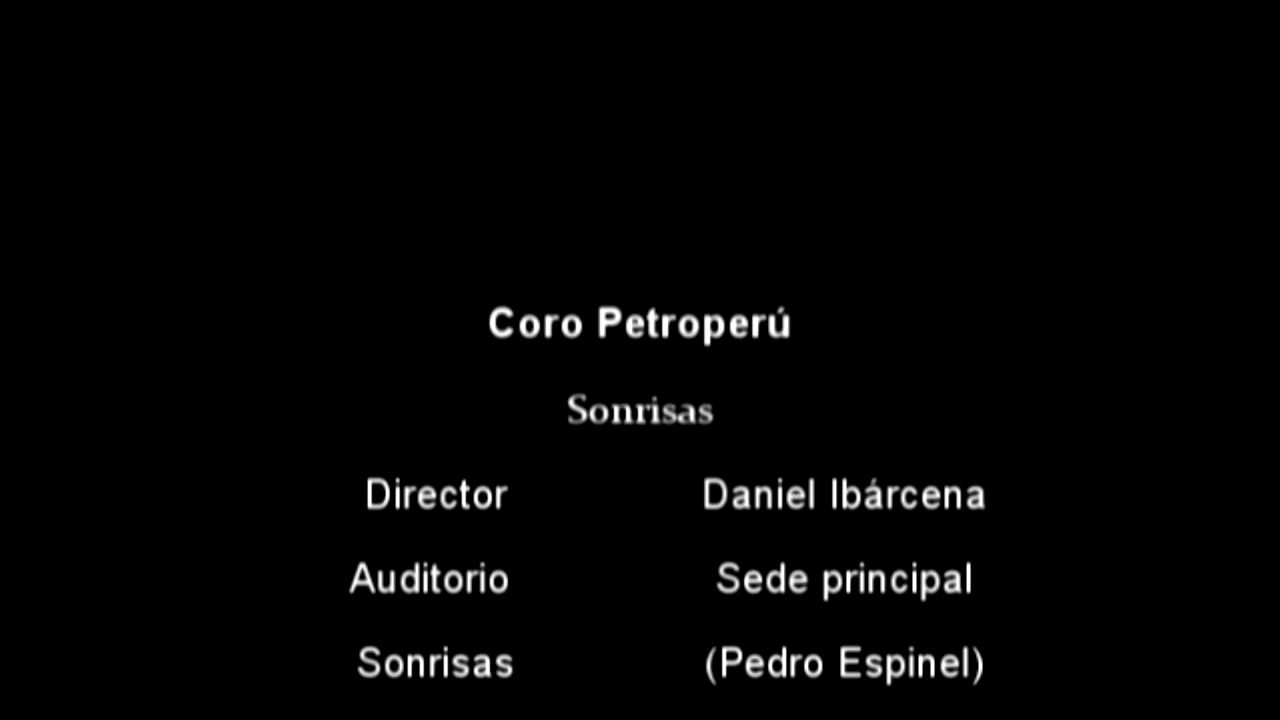 Coro Petroperú
Sonrisas
Director Daniel Ibárcena
Auditorio Sede principal
Sonrisas (Pedro Espinel)